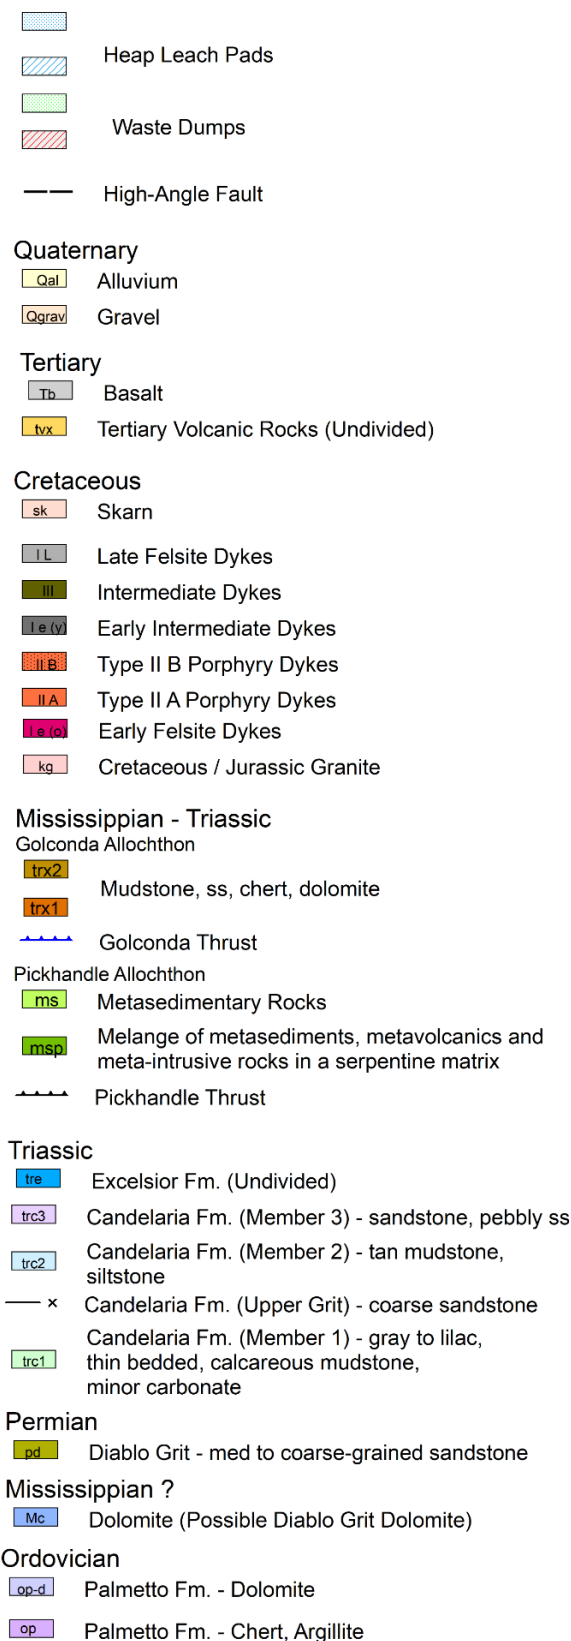 Heap Leach Pads
Waste Dumps
High-Angle Fault
Quaternary
Qal Alluvium
Qgrav Gravel
Tertiary
Tb Basalt
tvx Tertiary Volcanic Rocks (Undivided)
Cretaceous
sk Skarn
I L Late Felsite Dykes
III Intermediate Dykes
I e (y) Early Intermediate Dykes
II B Type II B Porphyry Dykes
II A Type II A Porphyry Dykes
I e (o) Early Felsite Dykes
kg Cretaceous / Jurassic Granite
Mississippian - Triassic
Golconda Allochthon
trx2
Mudstone, ss, chert, dolomite
trx1
Golconda Thrust
Pickhandle Allochthon
ms Metasedimentary Rocks
msp Melange of metasediments, metavolcanics and
meta-intrusive rocks in a serpentine matrix
Pickhandle Thrust
Triassic
tre Excelsior Fm. (Undivided)
trc3 Candelaria Fm. (Member 3) - sandstone, pebbly ss
trc2 Candelaria Fm. (Member 2) - tan mudstone,
siltstone
x Candelaria Fm. (Upper Grit) - coarse sandstone
Candelaria Fm. (Member 1) - gray to lilac,
trc1 thin bedded, calcareous mudstone,
minor carbonate
Permian
pd Diablo Grit - med to coarse-grained sandstone
Mississippian ?
Mc Dolomite (Possible Diablo Grit Dolomite)
Ordovician
op-d Palmetto Fm. - Dolomite
op Palmetto Fm. - Chert, Argillite